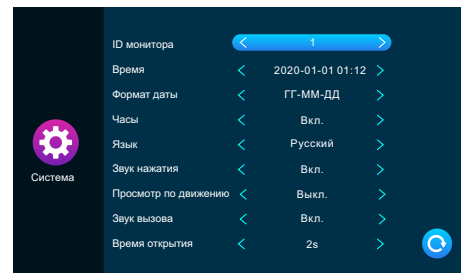 ID монитора 1
Время 2020-01-01 01:12
Формат даты ГГ-ММ-ДД
Часы Вкл.
Язык Русский
Звук нажатия Вкл.
Система
Просмотр по движению Выкл.
Звук вызова Вкл.
Время открытия 2s